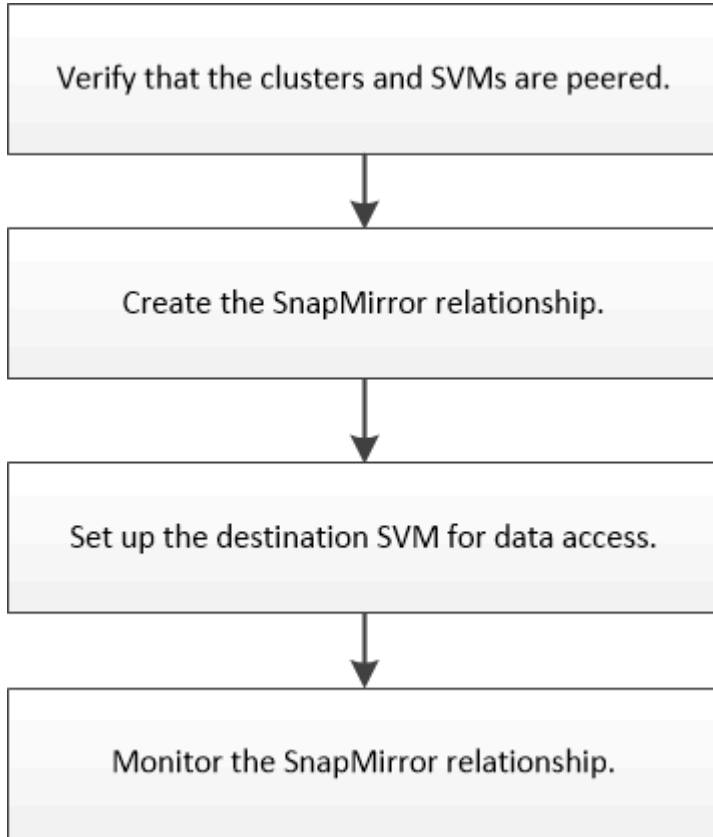 Verify that the clusters and SVMs are peered.
Create the SnapMirror relationship.
Set up the destination SVM for data access.
Monitor the SnapMirror relationship.